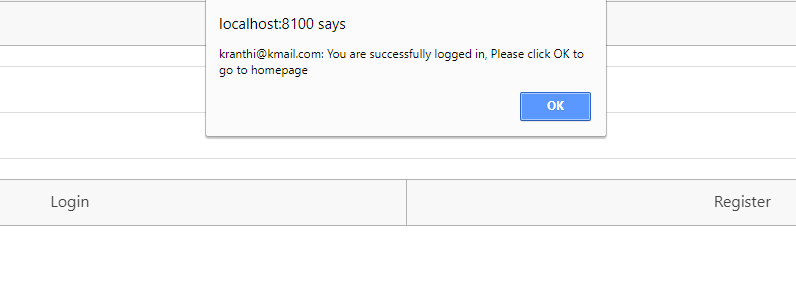 localhost:8100 says
kranthi@kmail.com: You are successfully logged in, Please click OK to
go to homepage
OK
Login
Register